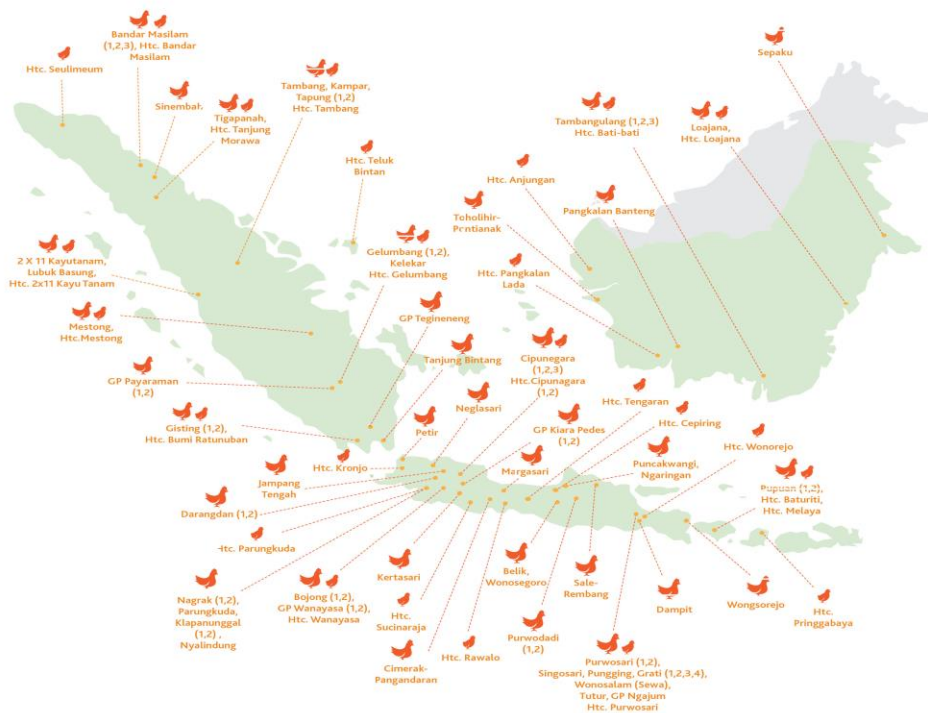 Bandar Masilam
(1,2,3), Htc. Bandar
Masilam
Htc. Seulimeum
Sinembah
Tigapanah,
Htc. Tanjung
Morawa
Tambang, Kampar,
Tapung (1,2)
Htc. Tambang
Htc. Teluk
Bintan
Sepaku
Tambangulang (1,2,3)
Htc. Bati-bati
Loajana,
Htc. Loajana
Htc. Anjungan
Pangkalan Banteng
Toholihir-
Pontianak
Htc. Pangkalan
Lada
2 X 11 Kayutanam,
Lubuk Basung,
Htc. 2x11 Kayu Tanam
Gelumbang (1,2),
Kelekar
Htc. Gelumbang
GP Tegineneng
Mestong,
Htc.Mestong
Tanjung Bintang
Cipunegara
(1,2,3)
Htc.Cipunagara
(1,2)
GP Payaraman
(1,2)
Neglasari
Htc. Tengaran
GP Kiara Pedes
(1,2)
Htc. Cepiring
Gisting (1,2),
Htc. Bumi Ratunuban
Petir
Htc. Wonorejo
Htc. Kronjo
Margasari
Puncakwangi,
Ngaringan
Jampang
Tengah
Pupuan (1,2),
Htc. Baturiti,
Htc. Melaya
Darangdan (1,2)
Htc. Parungkuda
Nagrak (1,2),
Parungkuda,
Klapanunggal
(1,2) ,
Nyalindung
Bojong (1,2),
GP Wanayasa (1,2),
Htc. Wanayasa
Kertasari
Htc.
Sucinaraja
Cimerak-
Pangandaran
Htc. Rawalo
Belik,
Wonosegoro
Purwodadi
(1,2)
Sale-
Rembang
Dampit
Wongsorejo
Htc.
Pringgabaya
Purwosari (1,2),
Singosari, Pungging, Grati (1,2,3,4),
Wonosalam (Sewa),
Tutur, GP Ngajum
Htc. Purwosari